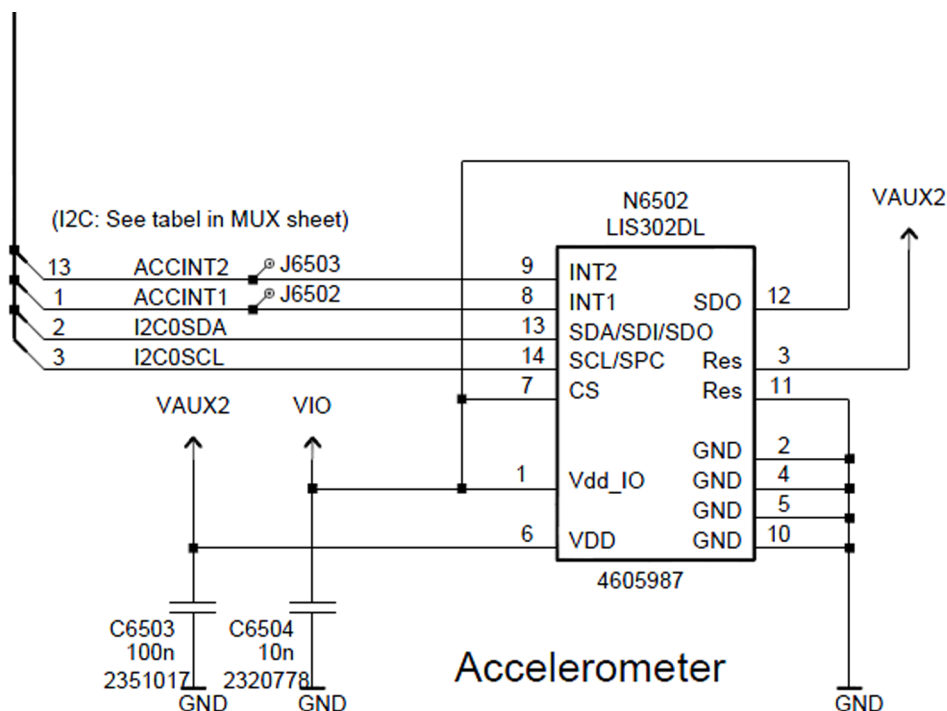 N6502
LIS302DL
VAUX2
(I2C: See tabel in MUX sheet)
13 ACCINT2 J6503 9 INT2
1 ACCINT1 J6502 8 INT1 SDO 12
2 I2C0SDA 13 SDA/SDI/SDO
3 I2C0SCL 14 SCL/SPC Res 3
7 CS Res 11
VAUX2 VIO
GND 2
1 Vdd_IO GND 4
GND 5
6 VDD GND 10
4605987
C6503 C6504
100n 10n
2351017 2320778
GND GND GND
Accelerometer